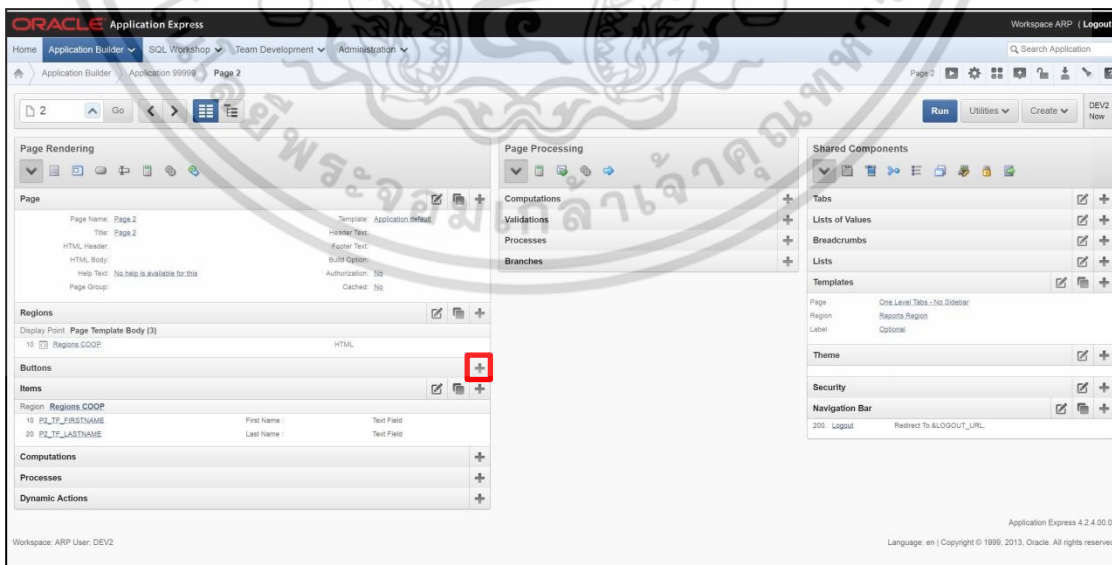 ORACLE Application Express
Workspace ARP ( Logout
Home Application Builder SQL Workshop Team Development Administration
Search Application
Application Builder Application 99999 Page 2
Page 2
2 Go
Run Utilities Create DEV2 Now
Page Rendering
Page
Page Name: Page 2
Title: Page 2
HTML Header:
HTML Body:
Help Text: No help is available for this
Page Group:
Template: Application default
Header Text:
Footer Text:
Build Option:
Authorization: No
Cached: No
Regions
Display Point Page Template Body (3)
10 Regions COOP HTML
Buttons
Items
Region Regions COOP
10 P2_TF_FIRSTNAME First Name : Text Field
20 P2_TF_LASTNAME Last Name : Text Field
Computations
Processes
Dynamic Actions
Page Processing
Computations
Validations
Processes
Branches
Shared Components
Tabs
Lists of Values
Breadcrumbs
Lists
Templates
Page One Level Tabs - No Sidebar
Region Reports Region
Label Optional
Theme
Security
Navigation Bar
200. Logout Redirect To &LOGOUT_URL.
Application Express 4.2.4.00.0
Workspace: ARP User: DEV2
Language: en | Copyright © 1999, 2013, Oracle. All rights reserved